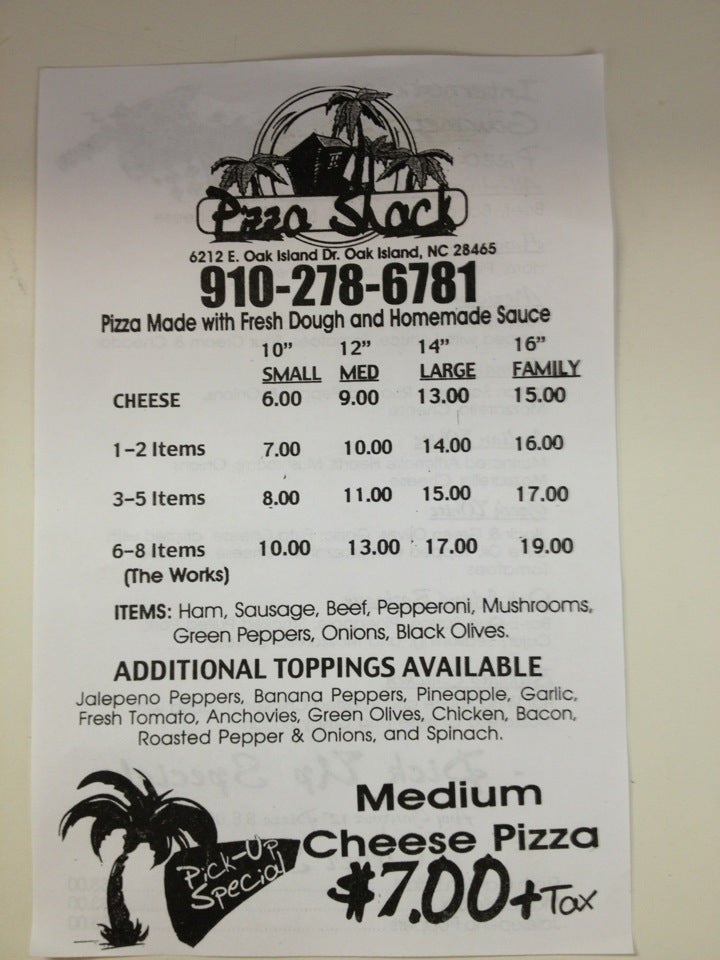 Pizza Shack
6212 E. Oak Island Dr. Oak Island, NC 28465
910-278-6781
Pizza Made with Fresh Dough and Homemade Sauce
10" 12" 14" 16"
SMALL MED LARGE FAMILY
CHEESE 6.00 9.00 13.00 15.00
1-2 Items 7.00 10.00 14.00 16.00
3-5 Items 8.00 11.00 15.00 17.00
6-8 Items 10.00 13.00 17.00 19.00
(The Works)
ITEMS: Ham, Sausage, Beef, Pepperoni, Mushrooms,
Green Peppers, Onions, Black Olives.
ADDITIONAL TOPPINGS AVAILABLE
Jalepeno Peppers, Banana Peppers, Pineapple, Garlic,
Fresh Tomato, Anchovies, Green Olives, Chicken, Bacon,
Roasted Pepper & Onions, and Spinach.
Pick-Up
Special
Medium
Cheese Pizza
$7.00+Tax